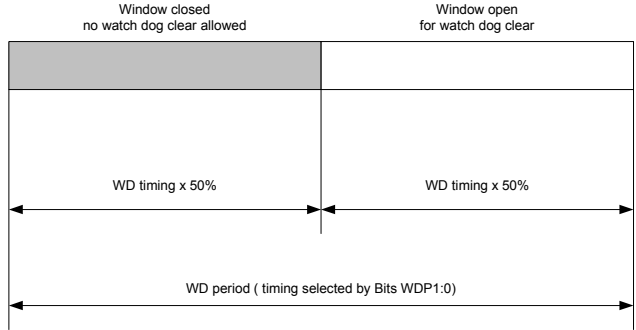 Window closed
no watch dog clear allowed
Window open
for watch dog clear
WD timing x 50%
WD timing x 50%
WD period ( timing selected by Bits WDP1:0)